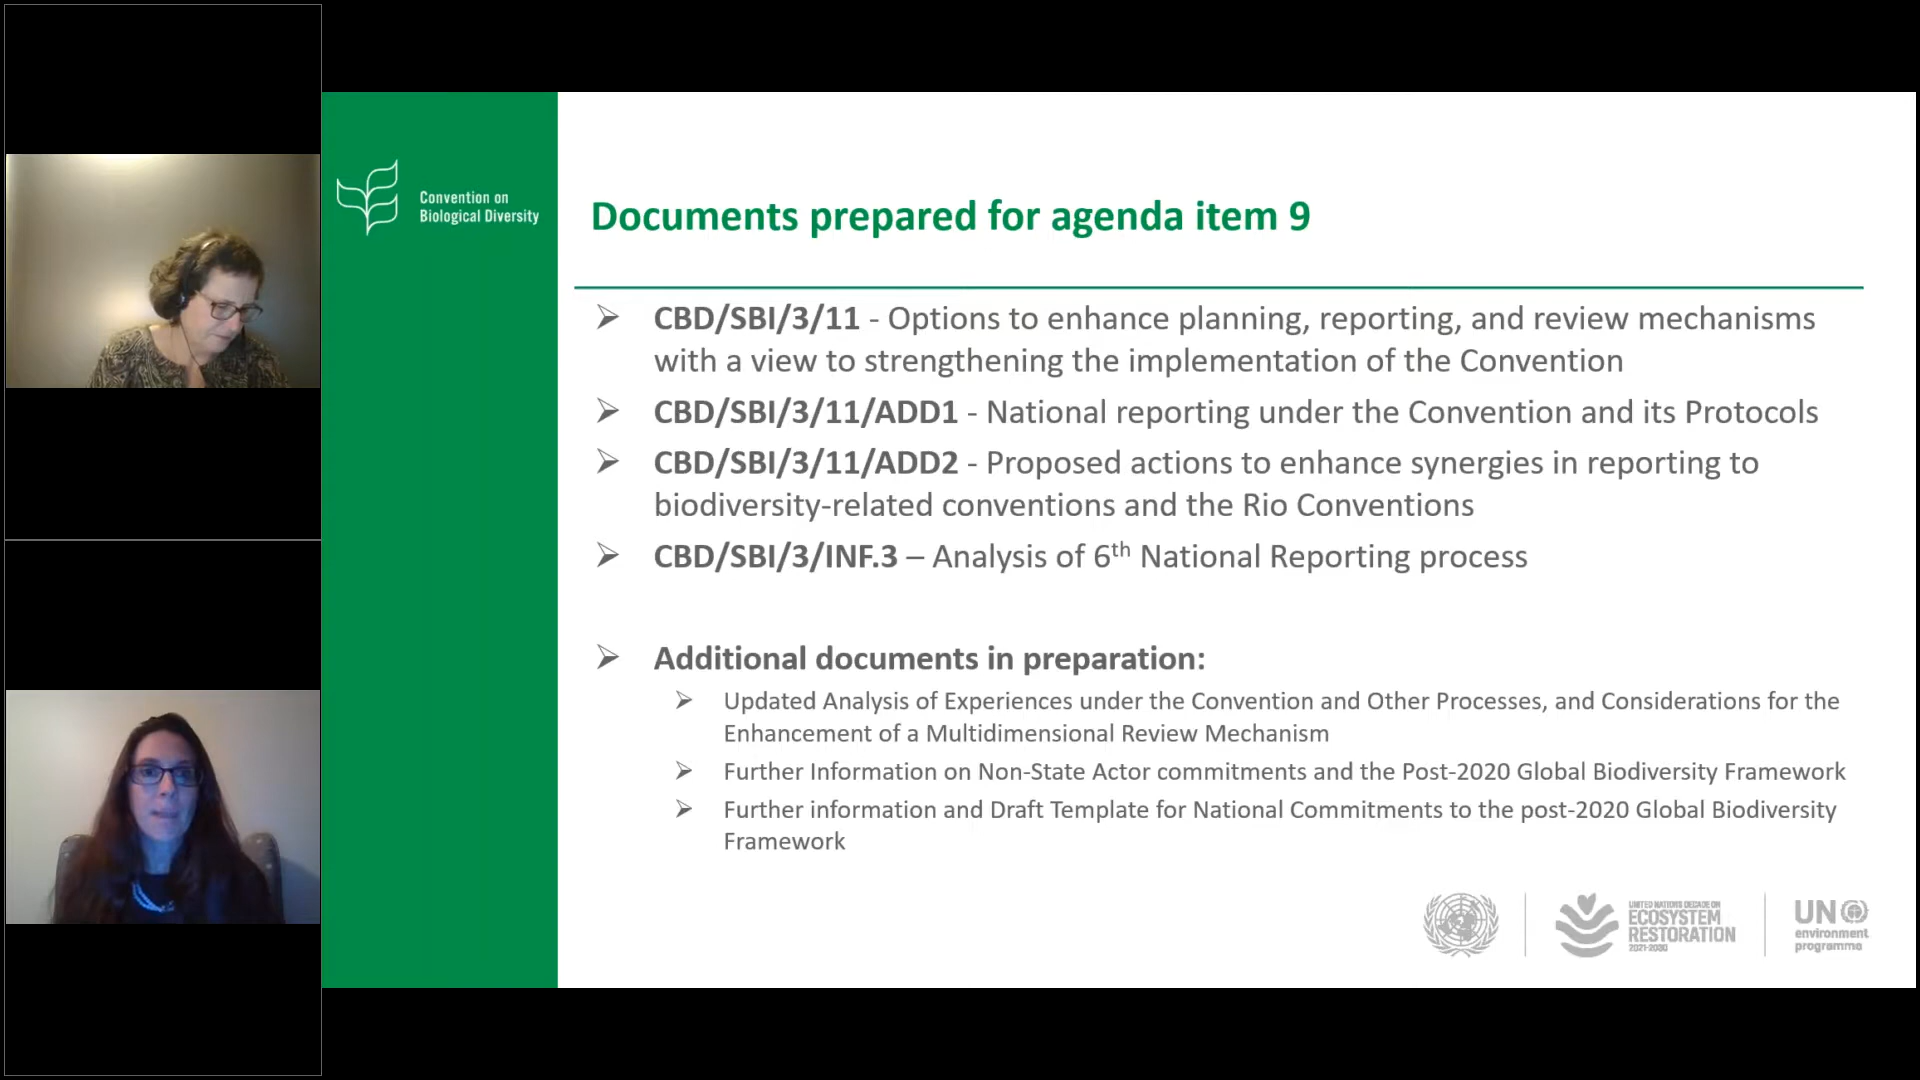 Convention on
Biological Diversity
Documents prepared for agenda item 9
CBD/SBI/3/11 - Options to enhance planning, reporting, and review mechanisms
with a view to strengthening the implementation of the Convention
CBD/SBI/3/11/ADD1 - National reporting under the Convention and its Protocols
CBD/SBI/3/11/ADD2 - Proposed actions to enhance synergies in reporting to
biodiversity-related conventions and the Rio Conventions
CBD/SBI/3/INF.3 – Analysis of 6th National Reporting process
Additional documents in preparation:
Updated Analysis of Experiences under the Convention and Other Processes, and Considerations for the
Enhancement of a Multidimensional Review Mechanism
Further Information on Non-State Actor commitments and the Post-2020 Global Biodiversity Framework
Further information and Draft Template for National Commitments to the post-2020 Global Biodiversity
Framework
UNITED NATIONS DECADE ON
ECOSYSTEM
RESTORATION
2021-2030
UN
environment
programme